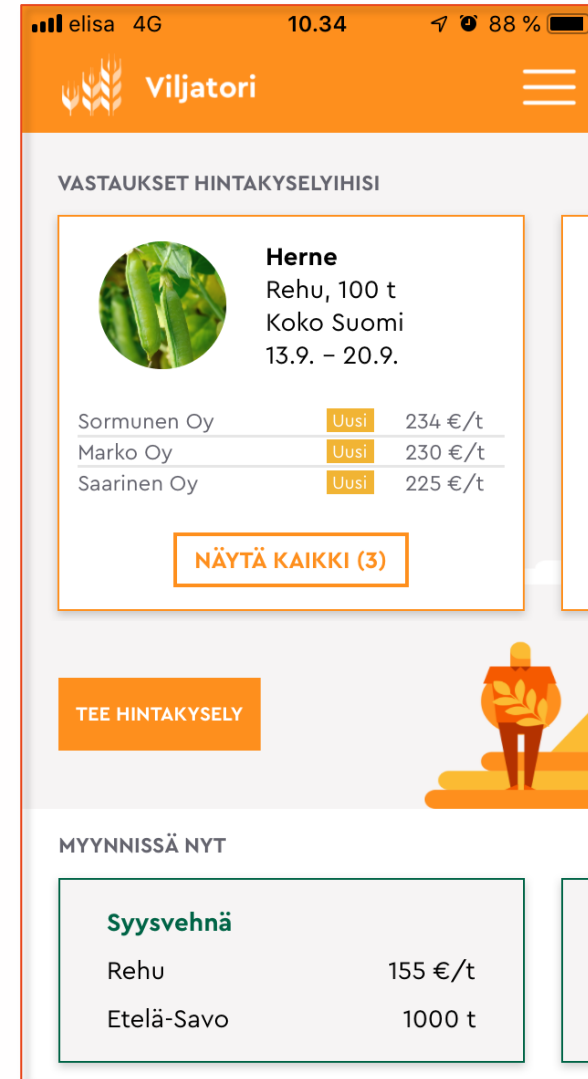 elisa 4G 10.34 88 %
Viljatori
VASTAUKSET HINTAKYSELYIHISI
Herne
Rehu, 100 t
Koko Suomi
13.9. – 20.9.
Sormunen Oy Uusi 234 €/t
Marko Oy Uusi 230 €/t
Saarinen Oy Uusi 225 €/t
NÄYTÄ KAIKKI (3)
TEE HINTAKYSELY
MYYNNISSÄ NYT
Syysvehnä
Rehu 155 €/t
Etelä-Savo 1000 t